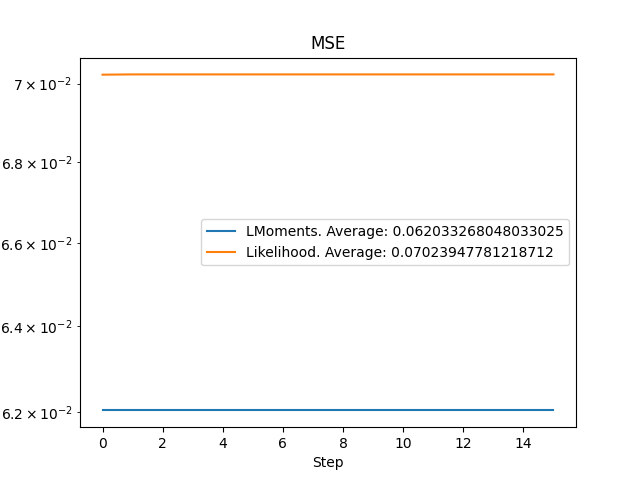 MSE
7 × 10⁻²
6.8 × 10⁻²
6.6 × 10⁻²
6.4 × 10⁻²
6.2 × 10⁻²
LMoments. Average: 0.062033268048033025
Likelihood. Average: 0.07023947781218712
0 2 4 6 8 10 12 14
Step